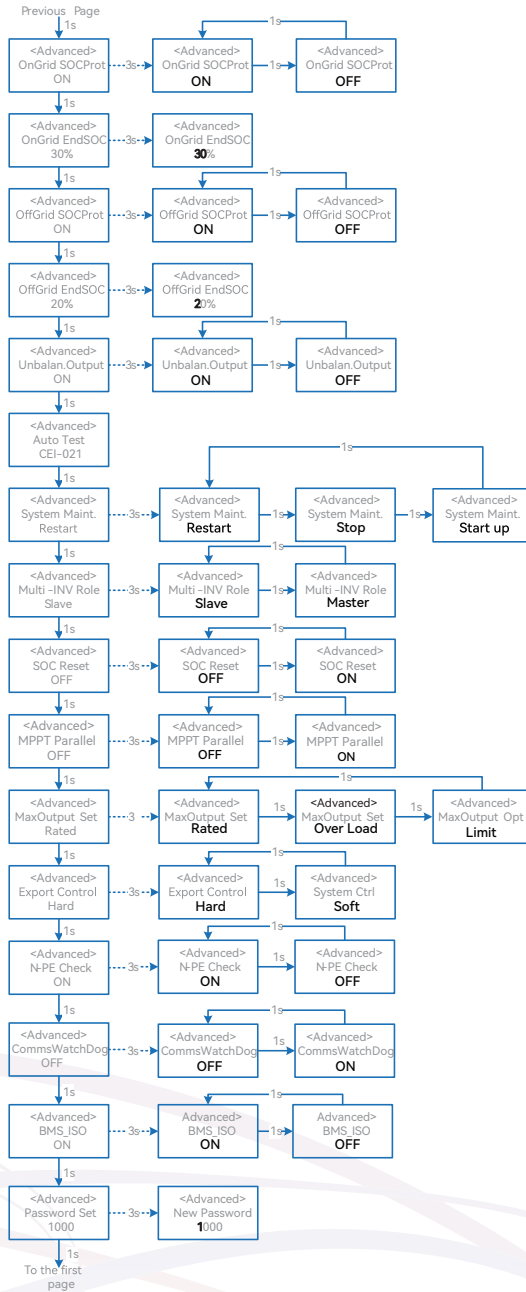 Previous Page
1s
1s
<Advanced>
OnGrid SOCProt
ON
3s
<Advanced>
OnGrid SOCProt
ON
1s
<Advanced>
OnGrid SOCProt
OFF
1s
<Advanced>
OnGrid EndSOC
30%
3s
<Advanced>
OnGrid EndSOC
30%
1s
1s
<Advanced>
OffGrid SOCProt
ON
3s
<Advanced>
OffGrid SOCProt
ON
1s
<Advanced>
OffGrid SOCProt
OFF
1s
<Advanced>
OffGrid EndSOC
20%
3s
<Advanced>
OffGrid EndSOC
20%
1s
1s
<Advanced>
Unbalan.Output
ON
3s
<Advanced>
Unbalan.Output
ON
1s
<Advanced>
Unbalan.Output
OFF
1s
<Advanced>
Auto Test
CEI-021
1s
1s
<Advanced>
System Maint.
Restart
3s
<Advanced>
System Maint.
Restart
1s
<Advanced>
System Maint.
Stop
1s
<Advanced>
System Maint.
Start up
1s
1s
<Advanced>
Multi -INV Role
Slave
3s
<Advanced>
Multi -INV Role
Slave
1s
<Advanced>
Multi -INV Role
Master
1s
1s
<Advanced>
SOC Reset
OFF
3s
<Advanced>
SOC Reset
OFF
1s
<Advanced>
SOC Reset
ON
1s
1s
<Advanced>
MPPT Parallel
OFF
3s
<Advanced>
MPPT Parallel
OFF
1s
<Advanced>
MPPT Parallel
ON
1s
1s
<Advanced>
MaxOutput Set
Rated
3
<Advanced>
MaxOutput Set
Rated
1s
<Advanced>
MaxOutput Set
Over Load
1s
<Advanced>
MaxOutput Opt
Limit
1s
1s
<Advanced>
Export Control
Hard
3s
<Advanced>
Export Control
Hard
1s
<Advanced>
System Ctrl
Soft
1s
1s
<Advanced>
N-PE Check
ON
3s
<Advanced>
N-PE Check
ON
1s
<Advanced>
N-PE Check
OFF
1s
1s
<Advanced>
CommsWatchDog
OFF
3s
<Advanced>
CommsWatchDog
OFF
1s
<Advanced>
CommsWatchDog
ON
1s
1s
<Advanced>
BMS_ISO
ON
3s
Advanced>
BMS_ISO
ON
1s
Advanced>
BMS_ISO
OFF
1s
<Advanced>
Password Set
1000
3s
<Advanced>
New Password
1000
1s
To the first
page